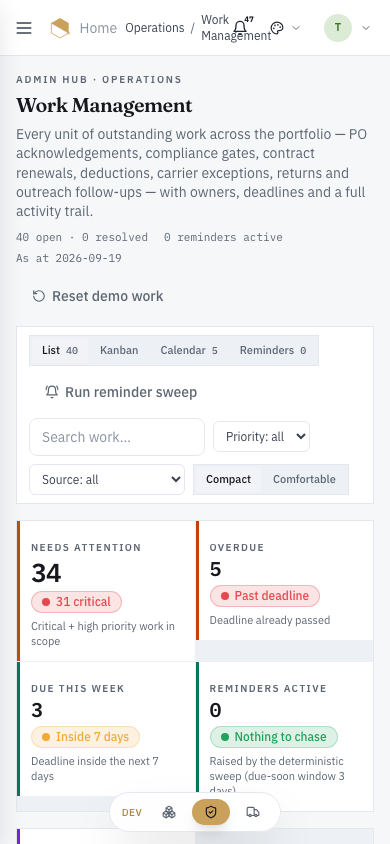 Home Operations / Work Management 47 T
ADMIN HUB · OPERATIONS
Work Management
Every unit of outstanding work across the portfolio — PO
acknowledgements, compliance gates, contract
renewals, deductions, carrier exceptions, returns and
outreach follow-ups — with owners, deadlines and a full
activity trail.
40 open · 0 resolved 0 reminders active
As at 2026-09-19
Reset demo work
List 40 Kanban Calendar 5 Reminders 0
Run reminder sweep
Search work... Priority: all
Source: all Compact Comfortable
NEEDS ATTENTION
34
31 critical
Critical + high priority work in
scope
OVERDUE
5
Past deadline
Deadline already passed
DUE THIS WEEK
3
Inside 7 days
Deadline inside the next 7
days
REMINDERS ACTIVE
0
Nothing to chase
Raised by the deterministic
sweep (due-soon window 3
days)
DEV